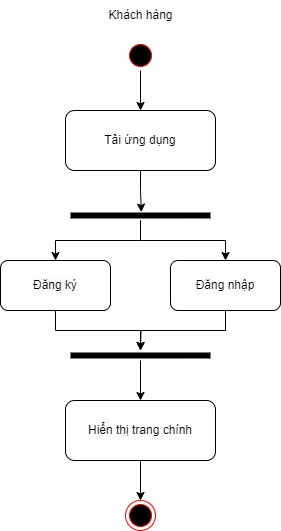 Khách hàng
Tải ứng dụng
Đăng ký
Đăng nhập
Hiển thị trang chính